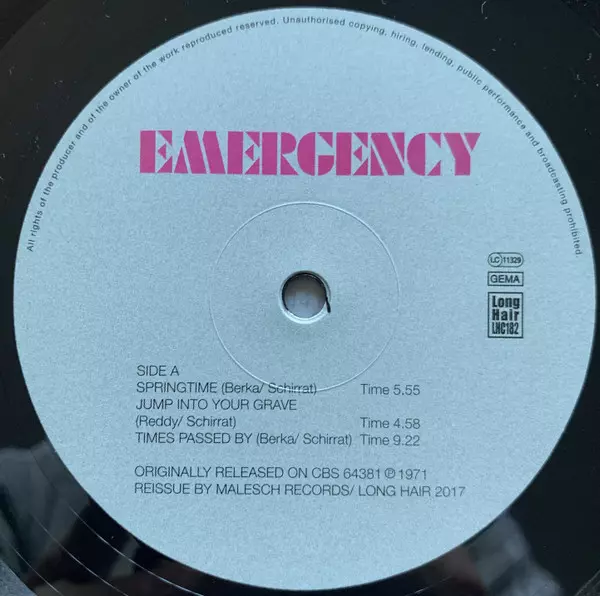 All rights of the producer and of the owner of the work reproduced reserved. Unauthorised copying, hiring, lending, public performance and broadcasting prohibited.
EMERGENCY
LC 11329
GEMA
Long
Hair
LHC182
SIDE A
SPRINGTIME (Berka/ Schirrat) Time 5.55
JUMP INTO YOUR GRAVE
(Reddy/ Schirrat) Time 4.58
TIMES PASSED BY (Berka/ Schirrat) Time 9.22
ORIGINALLY RELEASED ON CBS 64381 ℗ 1971
REISSUE BY MALESCH RECORDS/ LONG HAIR 2017